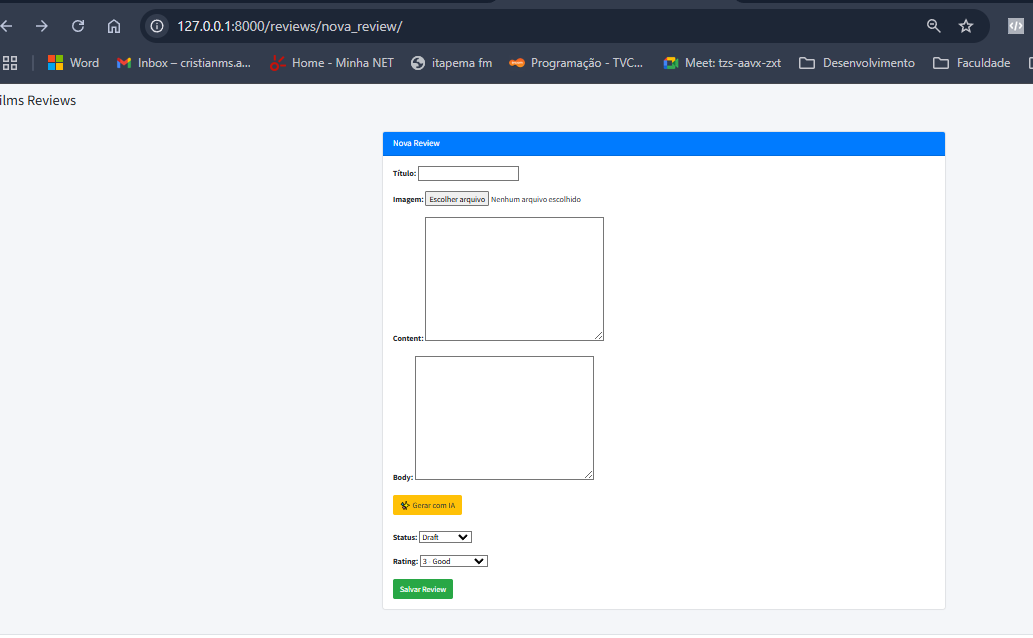 127.0.0.1:8000/reviews/nova_review/
Word Inbox – cristianms.a... Home - Minha NET itapema fm Programação - TVC... Meet: tzs-aavx-zxt Desenvolvimento Faculdade
ilms Reviews
Nova Review
Título:
Imagem: Escolher arquivo Nenhum arquivo escolhido
Content:
Body:
Gerar com IA
Status: Draft
Rating: 3 - Good
Salvar Review